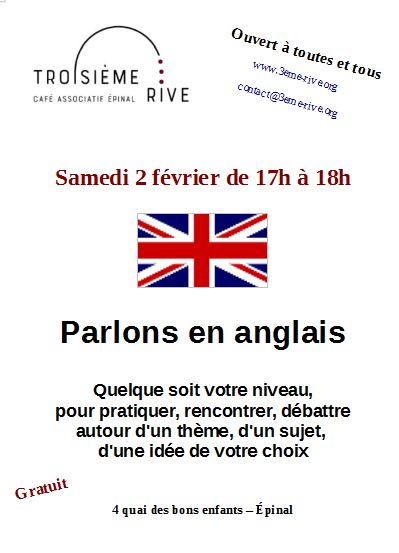 TROISIÈME
CAFÉ ASSOCIATIF ÉPINAL
RIVE
Ouvert à toutes et tous
www.3eme-rive.org
contact@3eme-rive.org
Samedi 2 février de 17h à 18h
Parlons en anglais
Quelque soit votre niveau,
pour pratiquer, rencontrer, débattre
autour d'un thème, d'un sujet,
d'une idée de votre choix
Gratuit
4 quai des bons enfants – Épinal